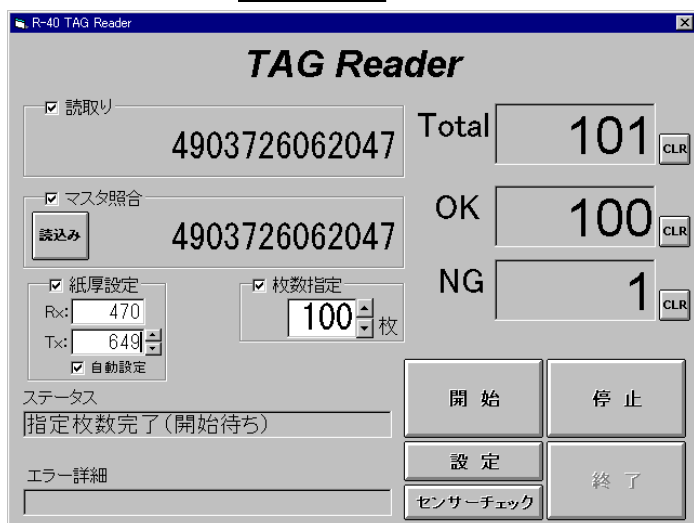 R-40 TAG Reader
TAG Reader
読取り
4903726062047
Total
101
CLR
マスタ照合
読込み
4903726062047
OK
100
CLR
紙厚設定
Rx: 470
Tx: 649
自動設定
枚数指定
100 枚
NG
1
CLR
ステータス
指定枚数完了(開始待ち)
エラー詳細
開 始
停 止
設 定
終 了
センサーチェック